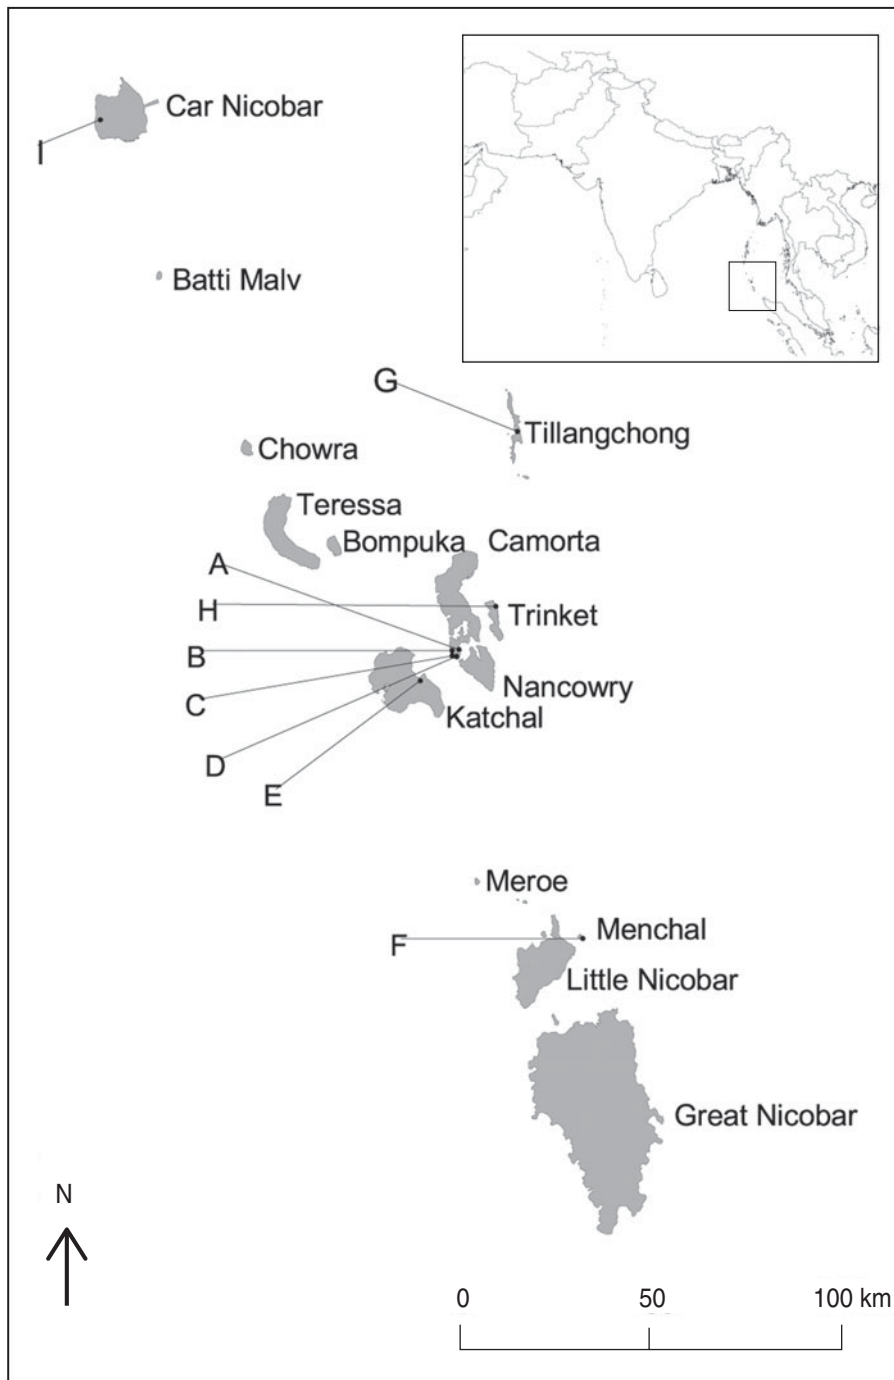 Car Nicobar
I
Batti Malv
G
Tillangchong
Chowra
Teressa
Bompuka
Camorta
A
H
Trinket
B
Nancowry
C
Katchal
D
E
Meroe
Menchal
F
Little Nicobar
Great Nicobar
N
0
50
100 km